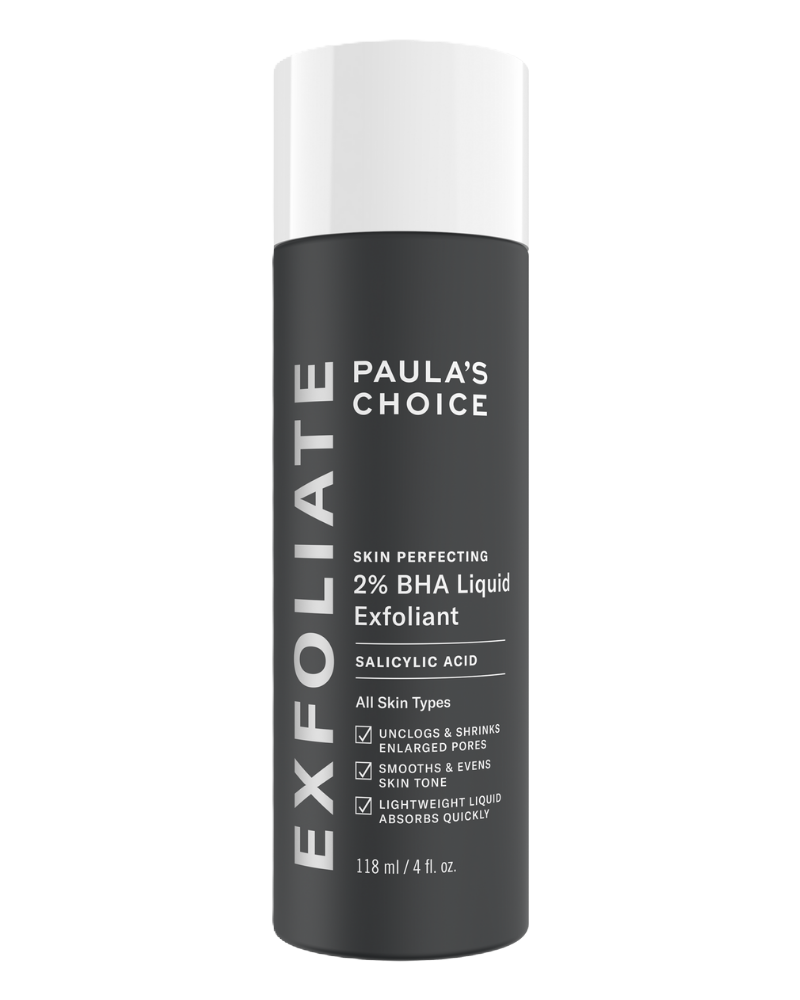 EXFOLIATE
PAULA'S
CHOICE
SKIN PERFECTING
2% BHA Liquid
Exfoliant
SALICYLIC ACID
All Skin Types
UNCLOGS & SHRINKS
ENLARGED PORES
SMOOTHS & EVENS
SKIN TONE
LIGHTWEIGHT LIQUID
ABSORBS QUICKLY
118 ml / 4 fl. oz.